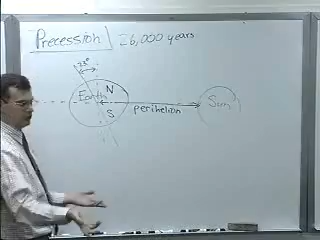 Precession 26,000 years
23°
N
Earth
S
perihelion
Sun